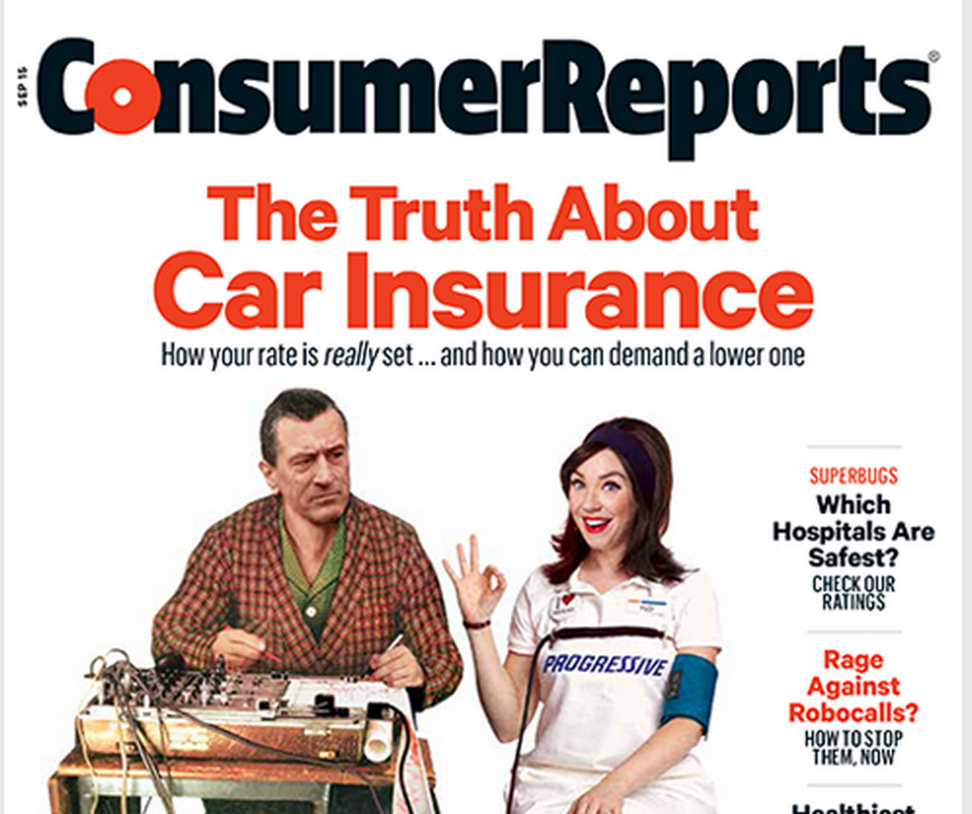 SEP 15
ConsumerReports®
The Truth About
Car Insurance
How your rate is really set ... and how you can demand a lower one
SUPERBUGS
Which
Hospitals Are
Safest?
CHECK OUR
RATINGS
Rage
Against
Robocalls?
HOW TO STOP
THEM, NOW
Healthiest
I
PROGRESSIVE